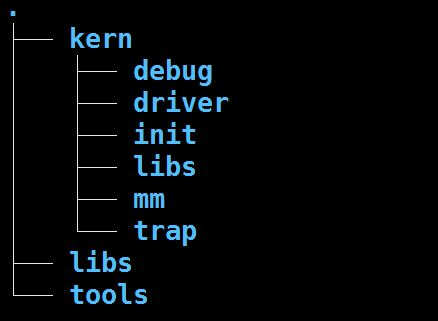 .
kern
debug
driver
init
libs
mm
trap
libs
tools